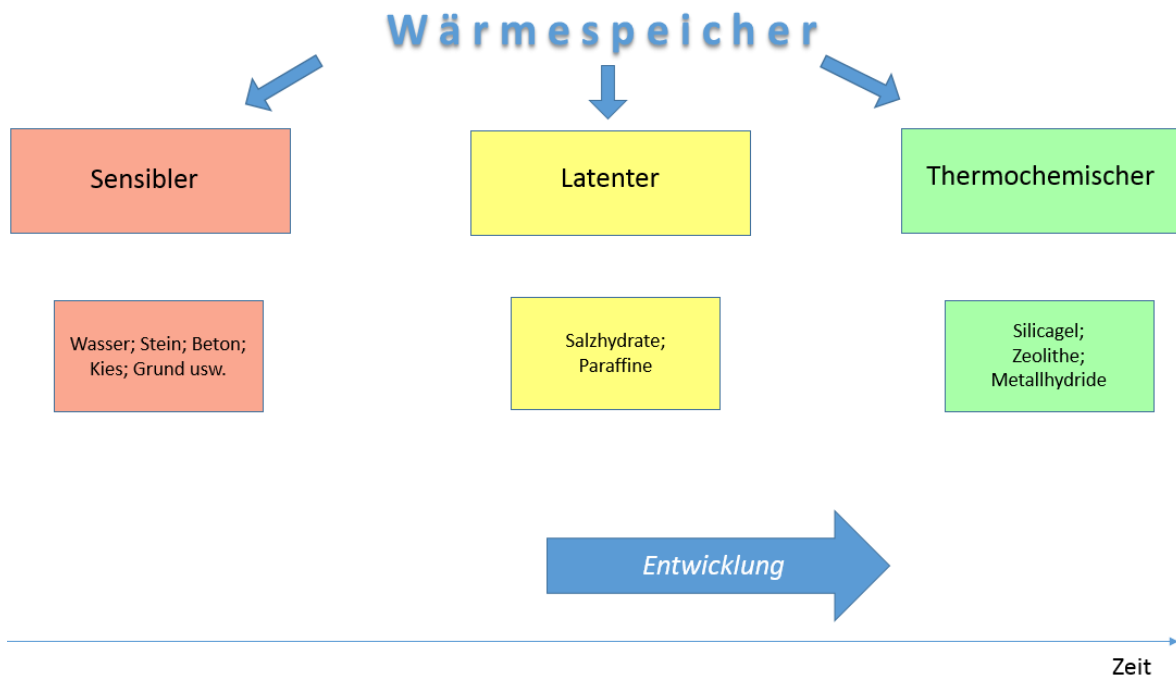 Wärmespeicher
Sensibler
Latenter
Thermochemischer
Wasser; Stein; Beton;
Kies; Grund usw.
Salzhydrate;
Paraffine
Silicagel;
Zeolithe;
Metallhydride
Entwicklung
Zeit